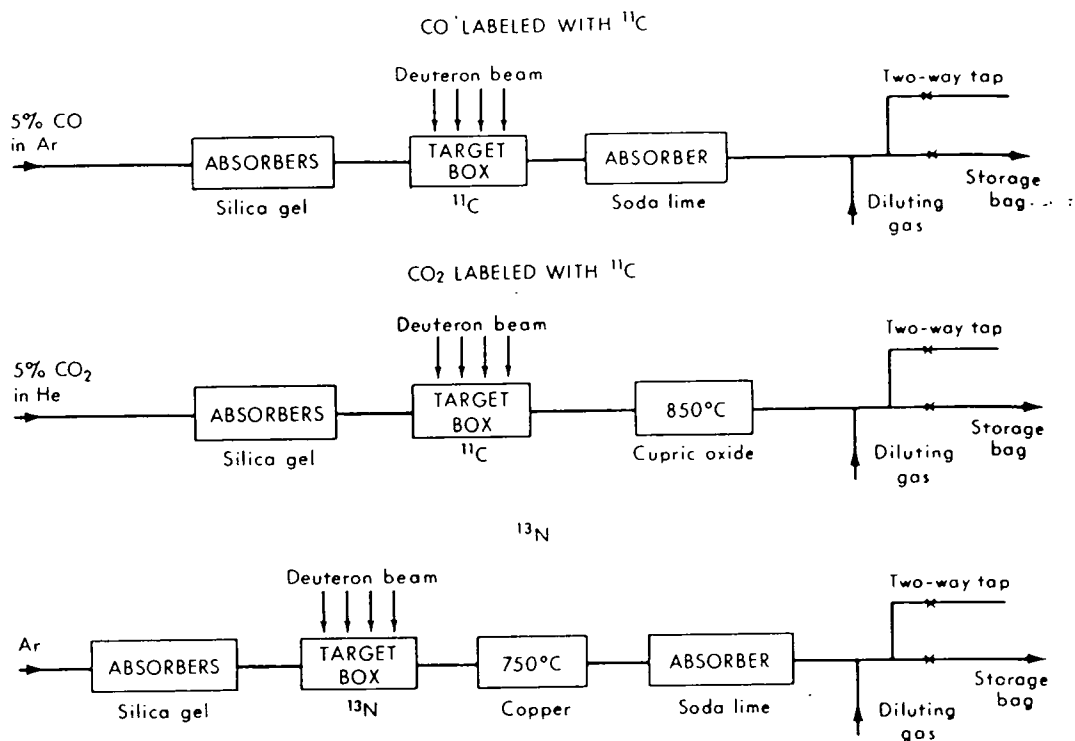 CO LABELED WITH ¹¹C
Deuteron beam
Two-way tap
5% CO
in Ar
ABSORBERS
TARGET
BOX
ABSORBER
Silica gel
¹¹C
Soda lime
Diluting
gas
Storage
bag
CO₂ LABELED WITH ¹¹C
Deuteron beam
Two-way tap
5% CO₂
in He
ABSORBERS
TARGET
BOX
850°C
Silica gel
¹¹C
Cupric oxide
Diluting
gas
Storage
bag
¹³N
Deuteron beam
Two-way tap
Ar
ABSORBERS
TARGET
BOX
750°C
ABSORBER
Silica gel
¹³N
Copper
Soda lime
Diluting
gas
Storage
bag